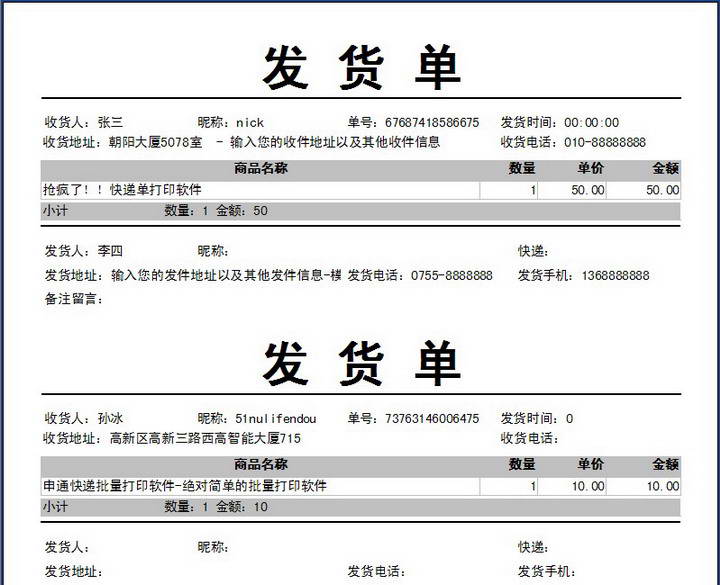 发 货 单
收货人：张三 昵称：nick 单号：67687418586675 发货时间：00:00:00
收货地址：朝阳大厦5078室 - 输入您的收件地址以及其他收件信息 收货电话：010-88888888
商品名称 数量 单价 金额
抢疯了！！快递单打印软件 1 50.00 50.00
小计 数量：1 金额：50
发货人：李四 昵称： 快递：
发货地址：输入您的发件地址以及其他发件信息-模 发货电话：0755-8888888 发货手机：1368888888
备注留言：
发 货 单
收货人：孙冰 昵称：51nulifendou 单号：73763146006475 发货时间：0
收货地址：高新区高新三路西高智能大厦715 收货电话：
商品名称 数量 单价 金额
申通快递批量打印软件-绝对简单的批量打印软件 1 10.00 10.00
小计 数量：1 金额：10
发货人： 昵称： 快递：
发货地址： 发货电话： 发货手机：